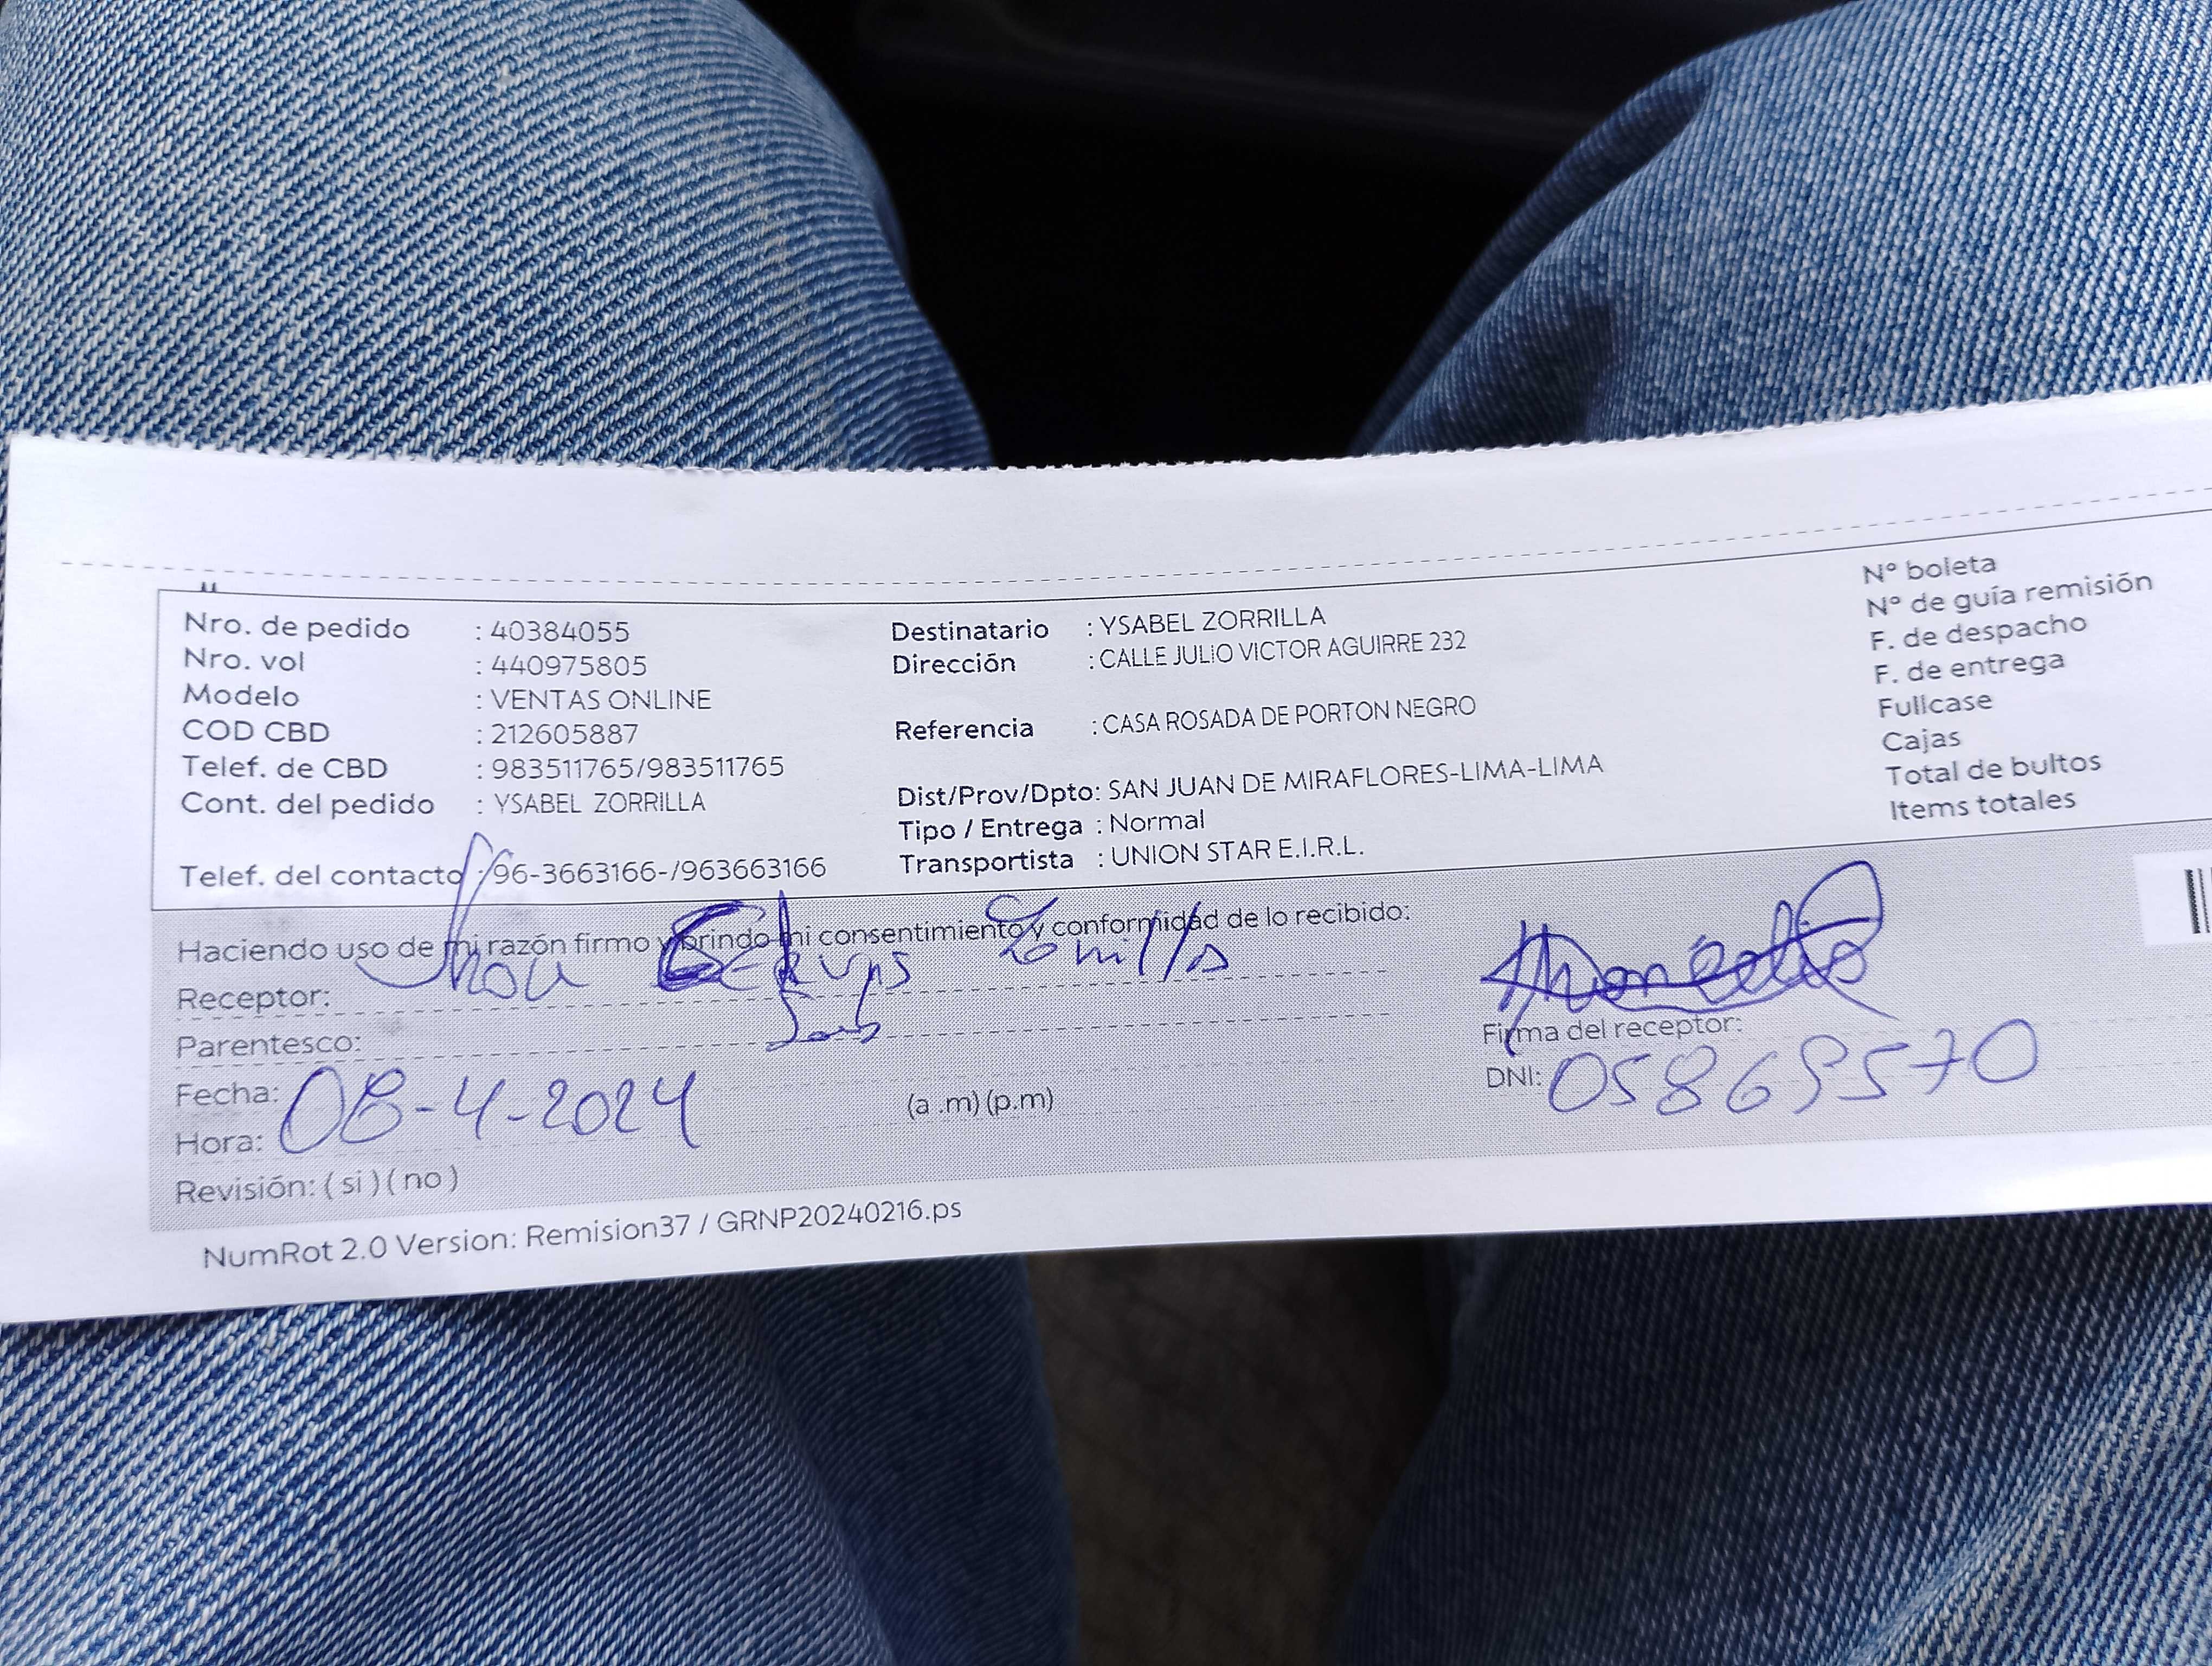 Nro. de pedido : 40384055
Nro. vol : 440975805
Modelo : VENTAS ONLINE
COD CBD : 212605887
Telef. de CBD : 983511765/983511765
Cont. del pedido : YSABEL ZORRILLA
Telef. del contacto : 96-3663166-/963663166
Destinatario : YSABEL ZORRILLA
Dirección : CALLE JULIO VICTOR AGUIRRE 232
Referencia : CASA ROSADA DE PORTON NEGRO
Dist/Prov/Dpto: SAN JUAN DE MIRAFLORES-LIMA-LIMA
Tipo / Entrega : Normal
Transportista : UNION STAR E.I.R.L.
N° boleta
N° de guía remisión
F. de despacho
F. de entrega
Fullcase
Cajas
Total de bultos
Items totales
Haciendo uso de mi razón firmo y brindo mi consentimiento y conformidad de lo recibido:
Receptor:
Parentesco:
Fecha: 08-4-2024
Hora: (a .m) (p.m)
Revisión: ( si ) ( no )
Firma del receptor:
DNI:
NumRot 2.0 Version: Remision37 / GRNP20240216.ps